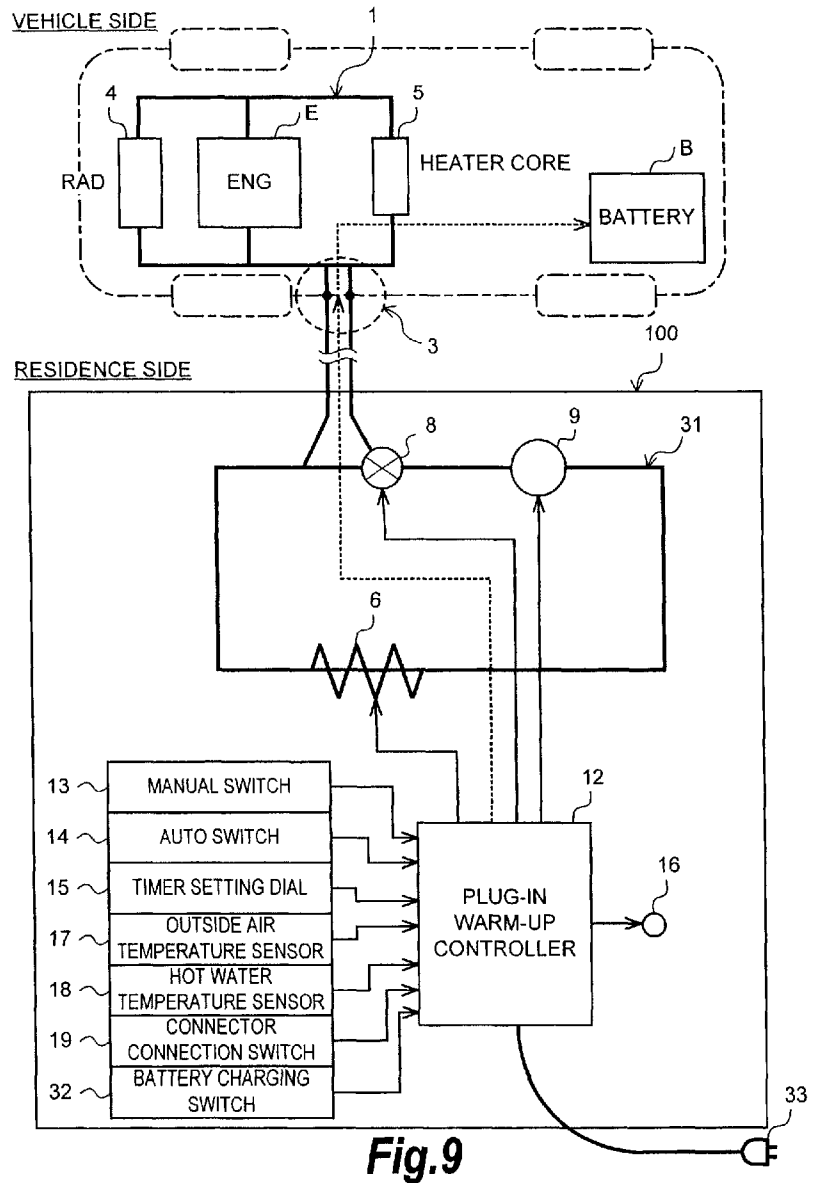 VEHICLE SIDE
1
4
E
5
RAD
ENG
HEATER CORE
B
BATTERY
3
RESIDENCE SIDE
100
8
9
31
6
13
MANUAL SWITCH
12
14
AUTO SWITCH
15
TIMER SETTING DIAL
PLUG-IN
WARM-UP
CONTROLLER
16
17
OUTSIDE AIR
TEMPERATURE SENSOR
18
HOT WATER
TEMPERATURE SENSOR
19
CONNECTOR
CONNECTION SWITCH
32
BATTERY CHARGING
SWITCH
33
Fig.9